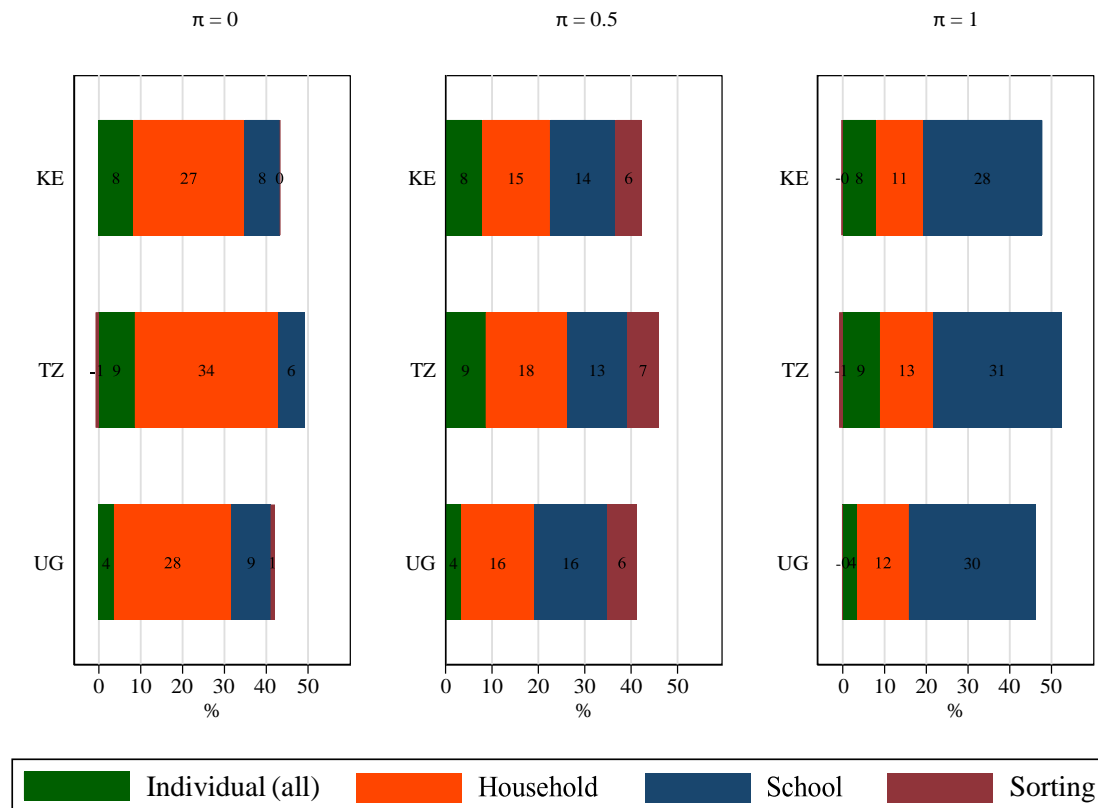 π = 0
π = 0.5
π = 1
KE 8 27 8 0
KE 8 15 14 6
KE -0 8 11 28
TZ -1 9 34 6
TZ 9 18 13 7
TZ -1 9 13 31
UG 4 28 9 1
UG 4 16 16 6
UG -0 4 12 30
0 10 20 30 40 50
0 10 20 30 40 50
0 10 20 30 40 50
%
%
%
Individual (all) Household School Sorting